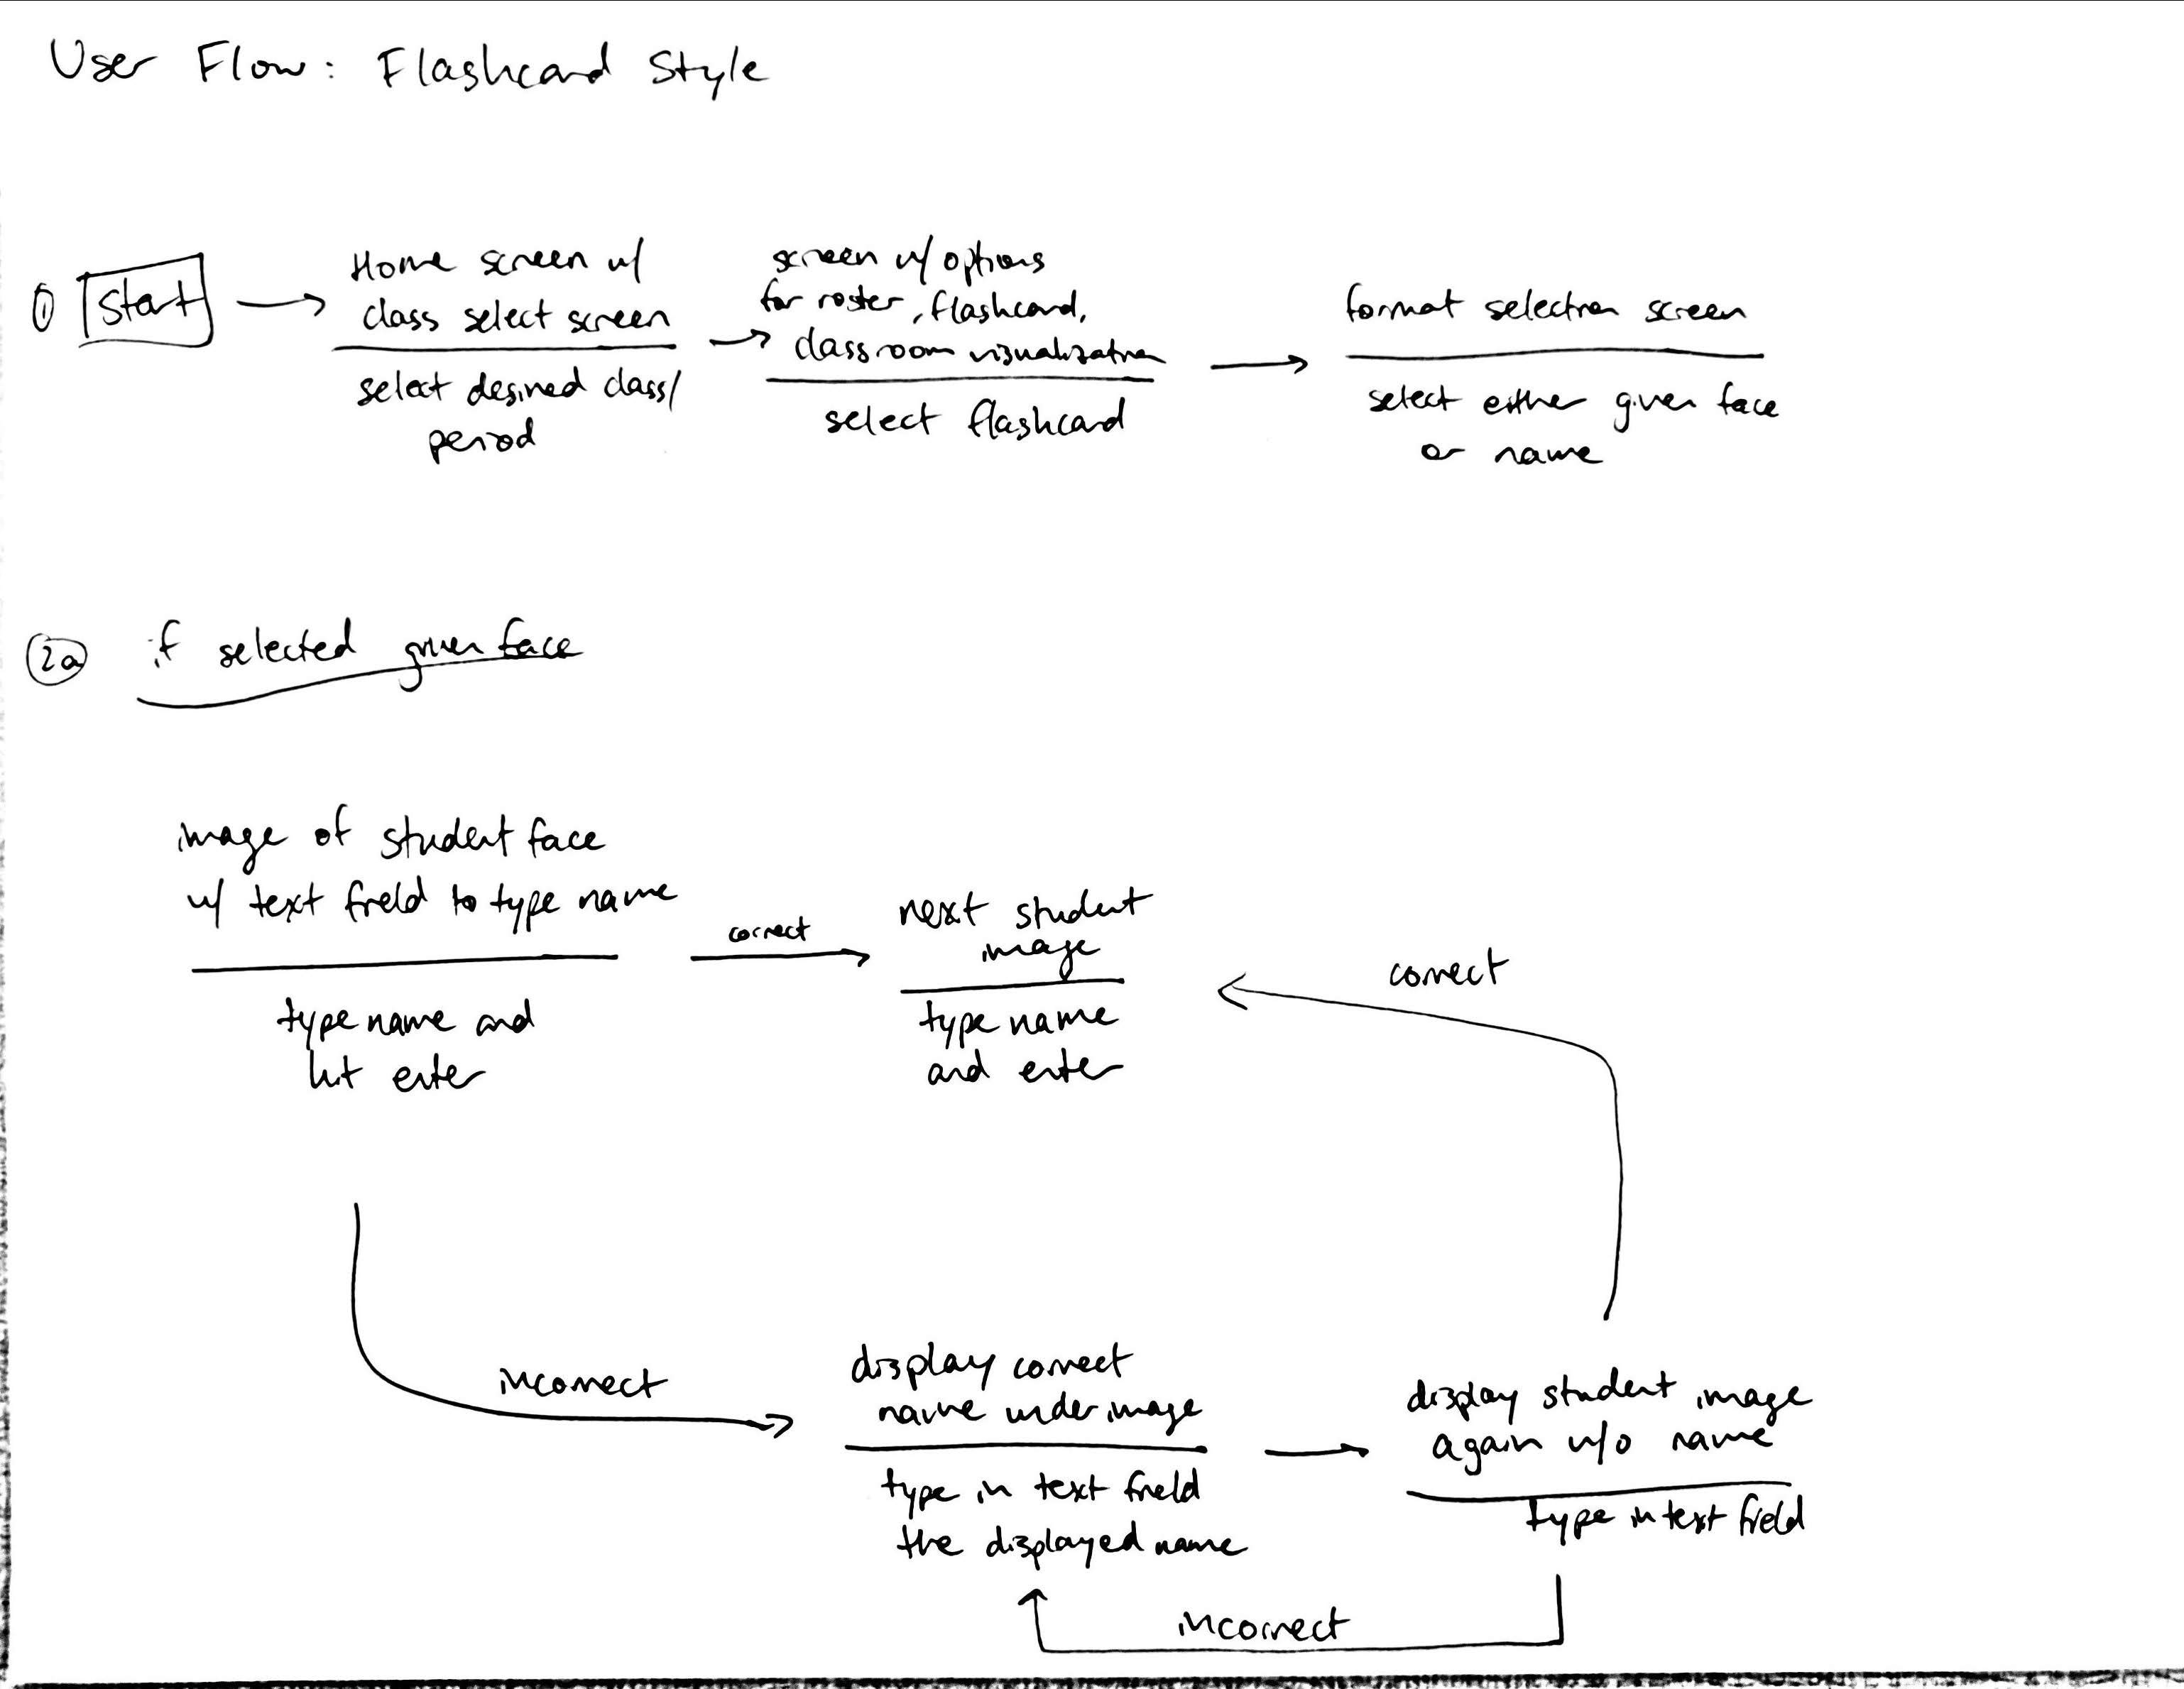 User Flow: Flashcard Style
① Start
Home screen w/
class select screen
select desired class/
period
screen w/ options
for roster, flashcard,
classroom visualization
select flashcard
format selection screen
select either given face
or name
2a if selected given face
image of student face
w/ text field to type name
type name and
hit enter
correct
next student
image
type name
and enter
correct
incorrect
display correct
name under image
type in text field
the displayed name
display student image
again w/o name
type in text field
incorrect